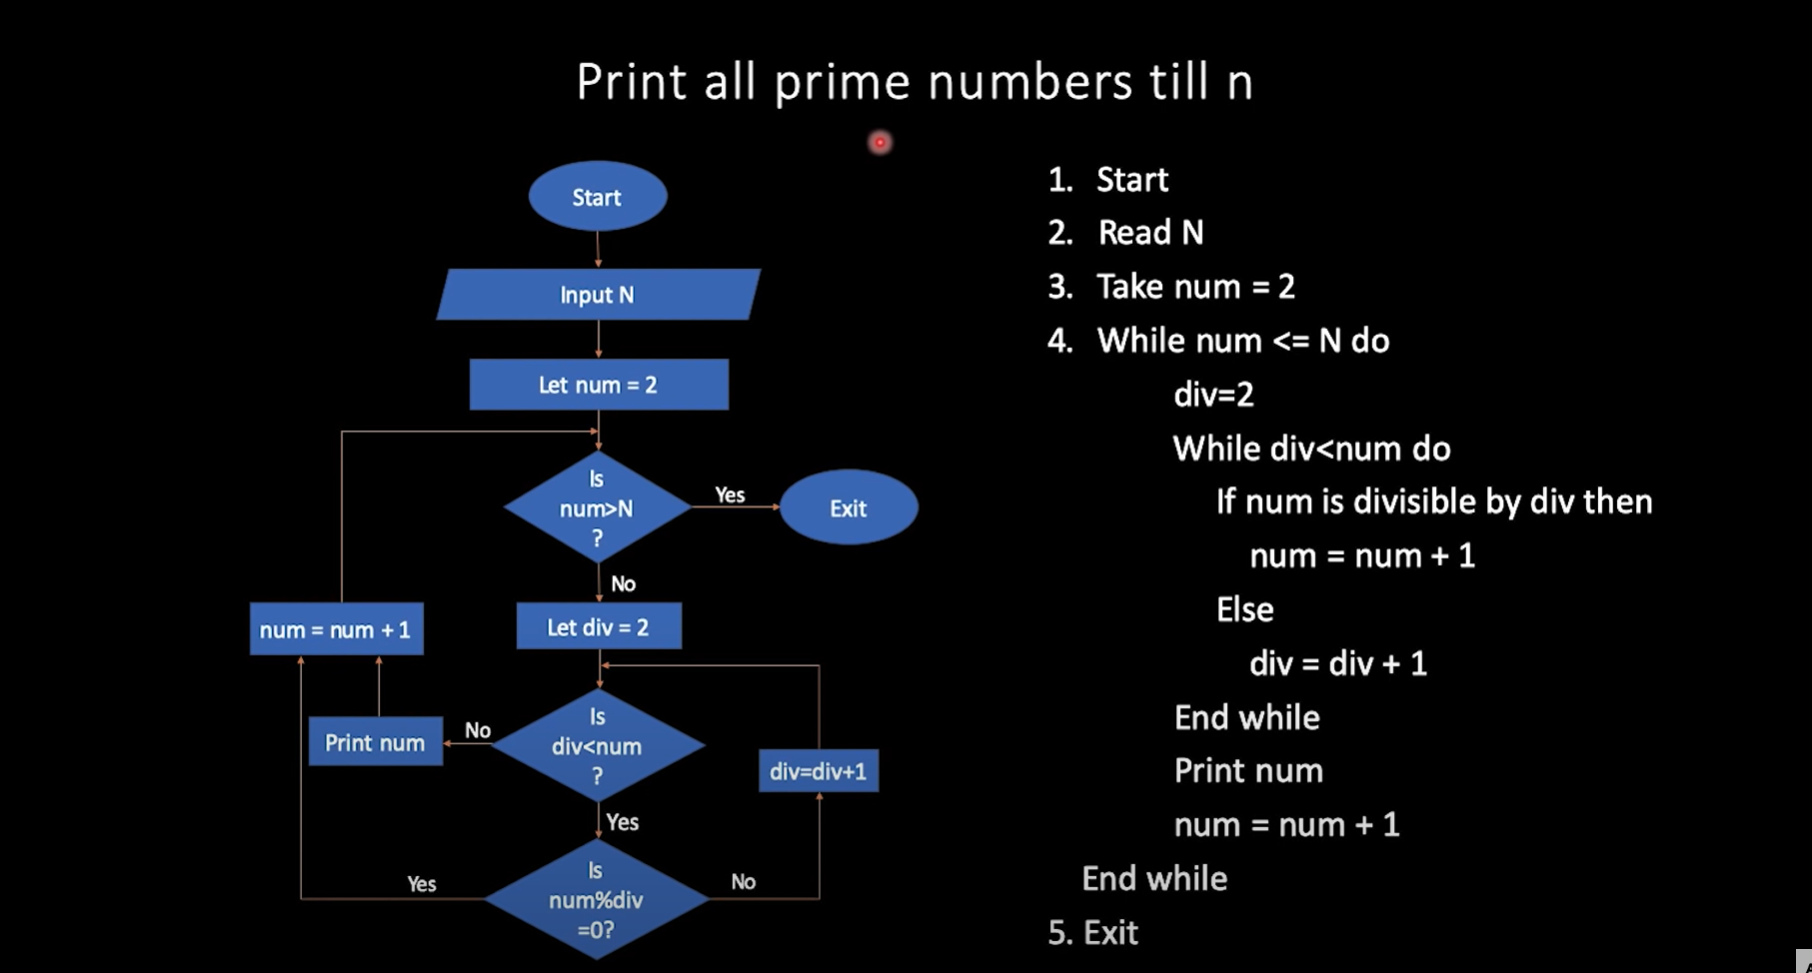 Print all prime numbers till n
Start
Input N
Let num = 2
Is
num>N
?
Yes
Exit
No
num = num + 1
Let div = 2
Is
div<num
?
No
Print num
div=div+1
Yes
Is
num%div
=0?
Yes
No
1. Start
2. Read N
3. Take num = 2
4. While num <= N do
div=2
While div<num do
If num is divisible by div then
num = num + 1
Else
div = div + 1
End while
Print num
num = num + 1
End while
5. Exit